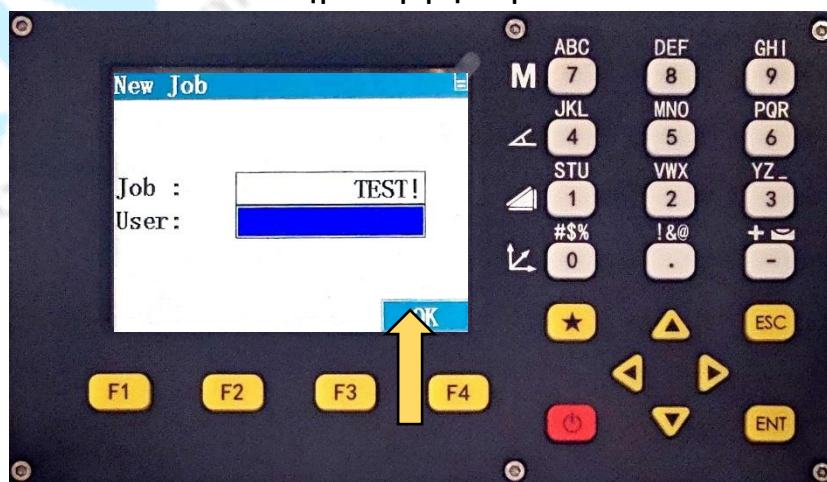 New Job
Job : TEST!
User:
OK
F1 F2 F3 F4
M
ABC DEF GHI
7 8 9
JKL MNO PQR
4 5 6
STU VWX YZ_
1 2 3
#$% !&@ +
0 . -
ESC
ENT